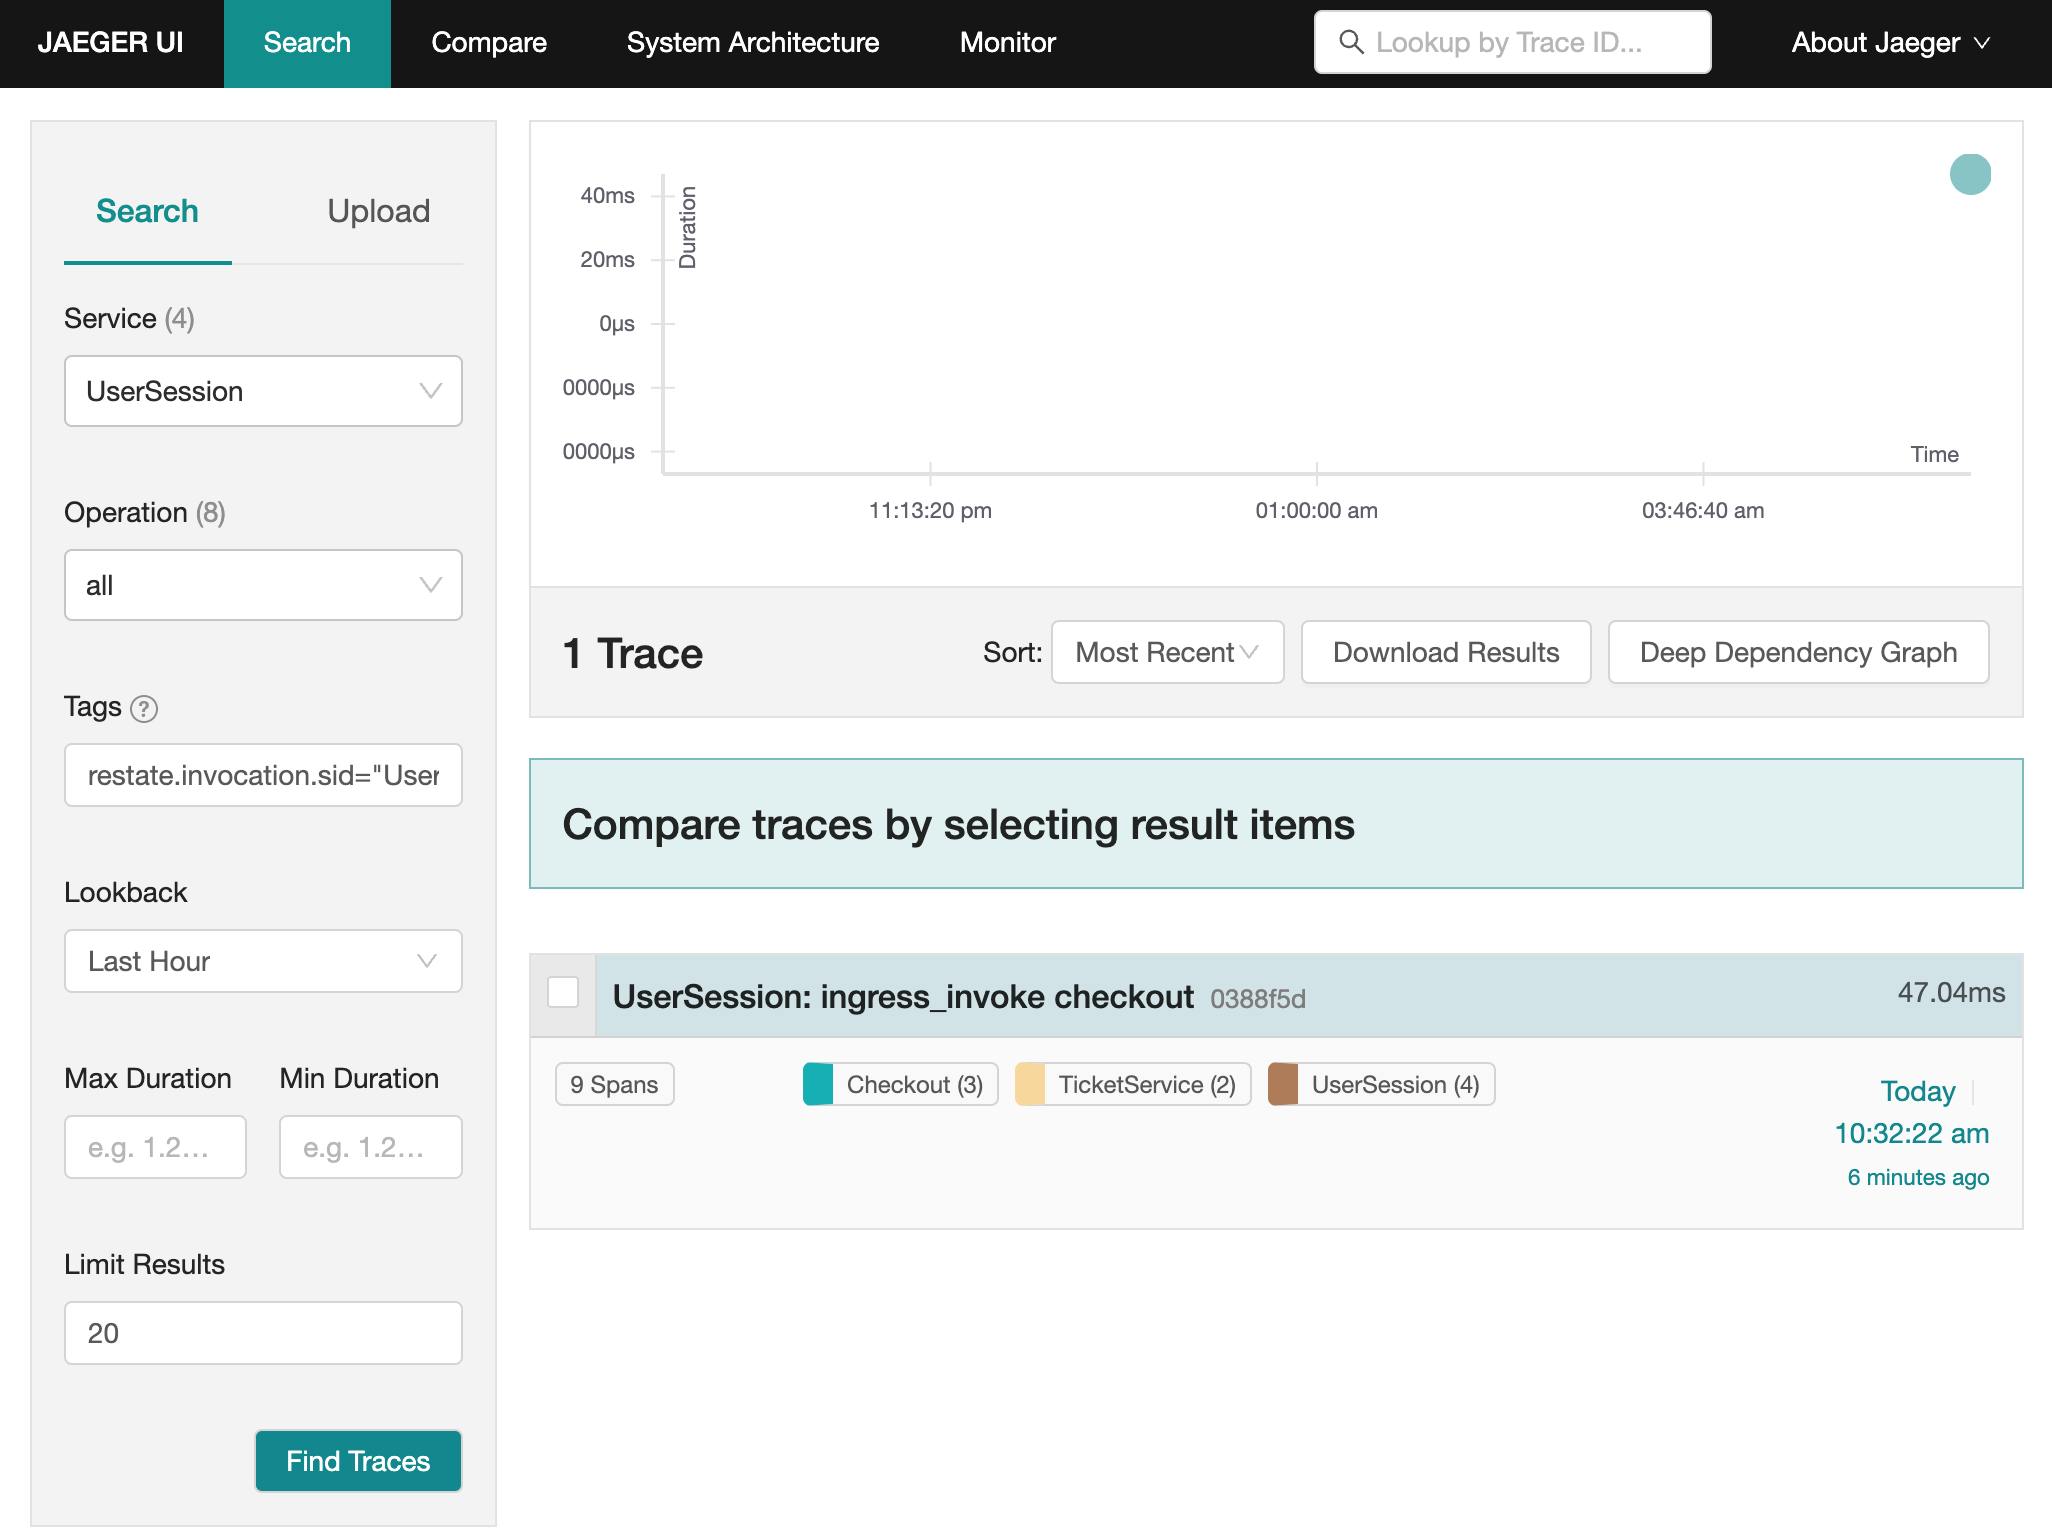 JAEGER UI
Search
Compare
System Architecture
Monitor
Lookup by Trace ID...
About Jaeger
Search
Upload
Service (4)
UserSession
Operation (8)
all
Tags ?
restate.invocation.sid="User
Lookback
Last Hour
Max Duration
Min Duration
e.g. 1.2...
e.g. 1.2...
Limit Results
20
Find Traces
40ms
20ms
0μs
0000μs
0000μs
Duration
Time
11:13:20 pm
01:00:00 am
03:46:40 am
1 Trace
Sort:
Most Recent
Download Results
Deep Dependency Graph
Compare traces by selecting result items
UserSession: ingress_invoke checkout 0388f5d
47.04ms
9 Spans
Checkout (3)
TicketService (2)
UserSession (4)
Today
10:32:22 am
6 minutes ago